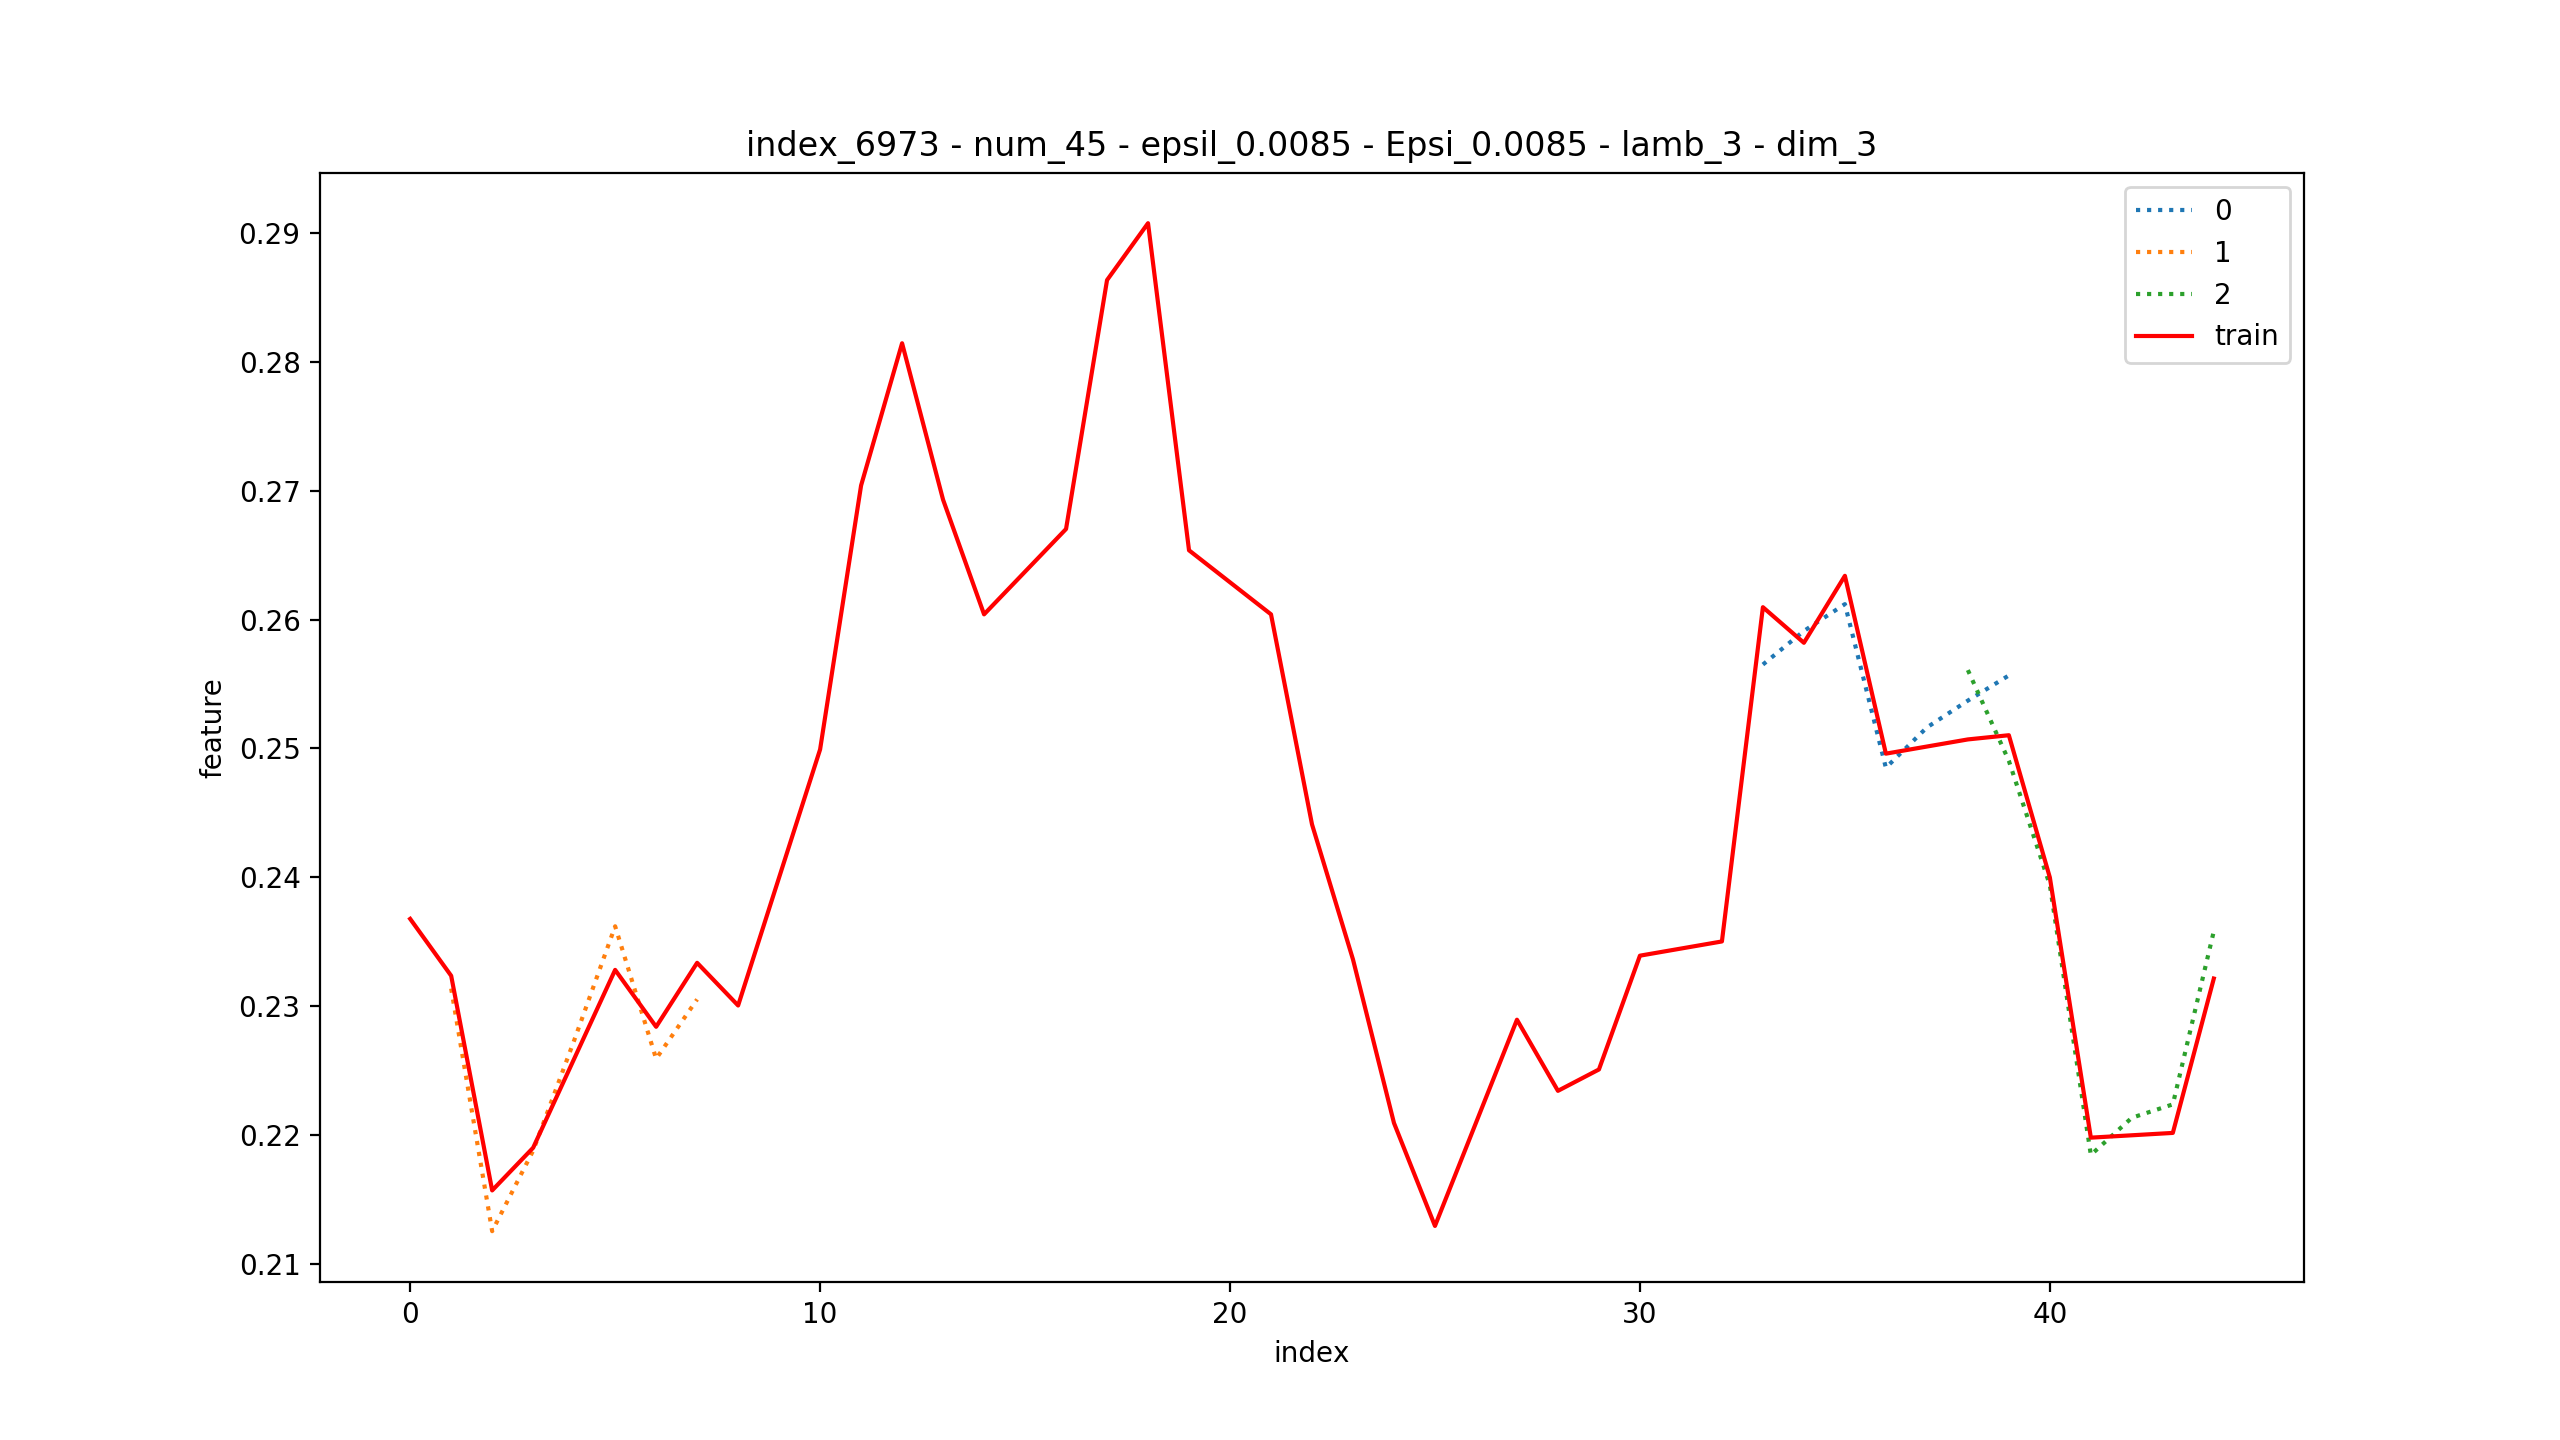 index_6973 - num_45 - epsil_0.0085 - Epsi_0.0085 - lamb_3 - dim_3
0
1
2
train
0.29
0.28
0.27
0.26
0.25
0.24
0.23
0.22
0.21
feature
0 10 20 30 40
index